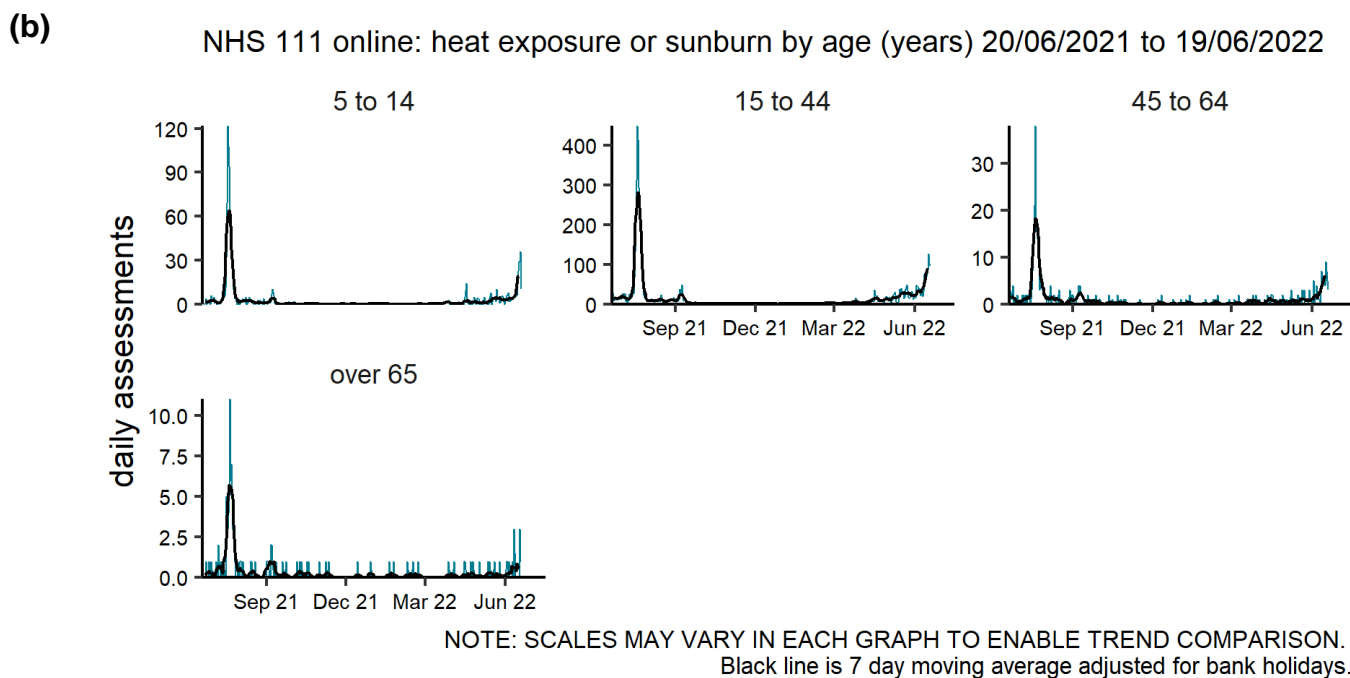 (b)
NHS 111 online: heat exposure or sunburn by age (years) 20/06/2021 to 19/06/2022
daily assessments
5 to 14
120
90
60
30
0
15 to 44
400
300
200
100
0
Sep 21 Dec 21 Mar 22 Jun 22
45 to 64
30
20
10
0
Sep 21 Dec 21 Mar 22 Jun 22
over 65
10.0
7.5
5.0
2.5
0.0
Sep 21 Dec 21 Mar 22 Jun 22
NOTE: SCALES MAY VARY IN EACH GRAPH TO ENABLE TREND COMPARISON.
Black line is 7 day moving average adjusted for bank holidays.